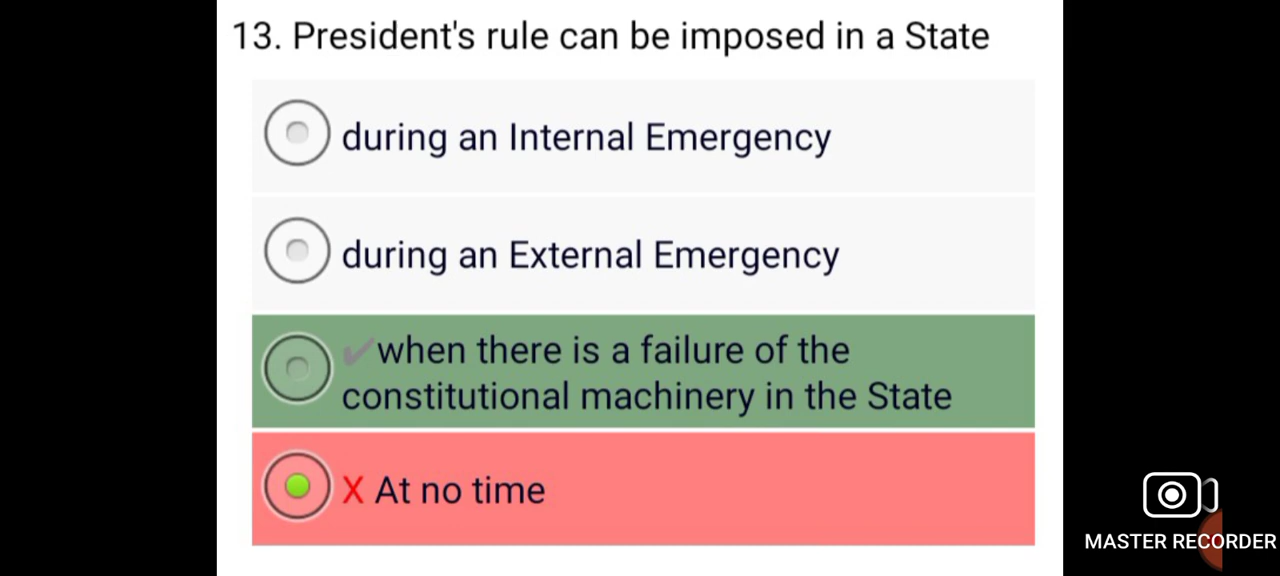 13. President's rule can be imposed in a State
during an Internal Emergency
during an External Emergency
✔when there is a failure of the
constitutional machinery in the State
X At no time
MASTER RECORDER